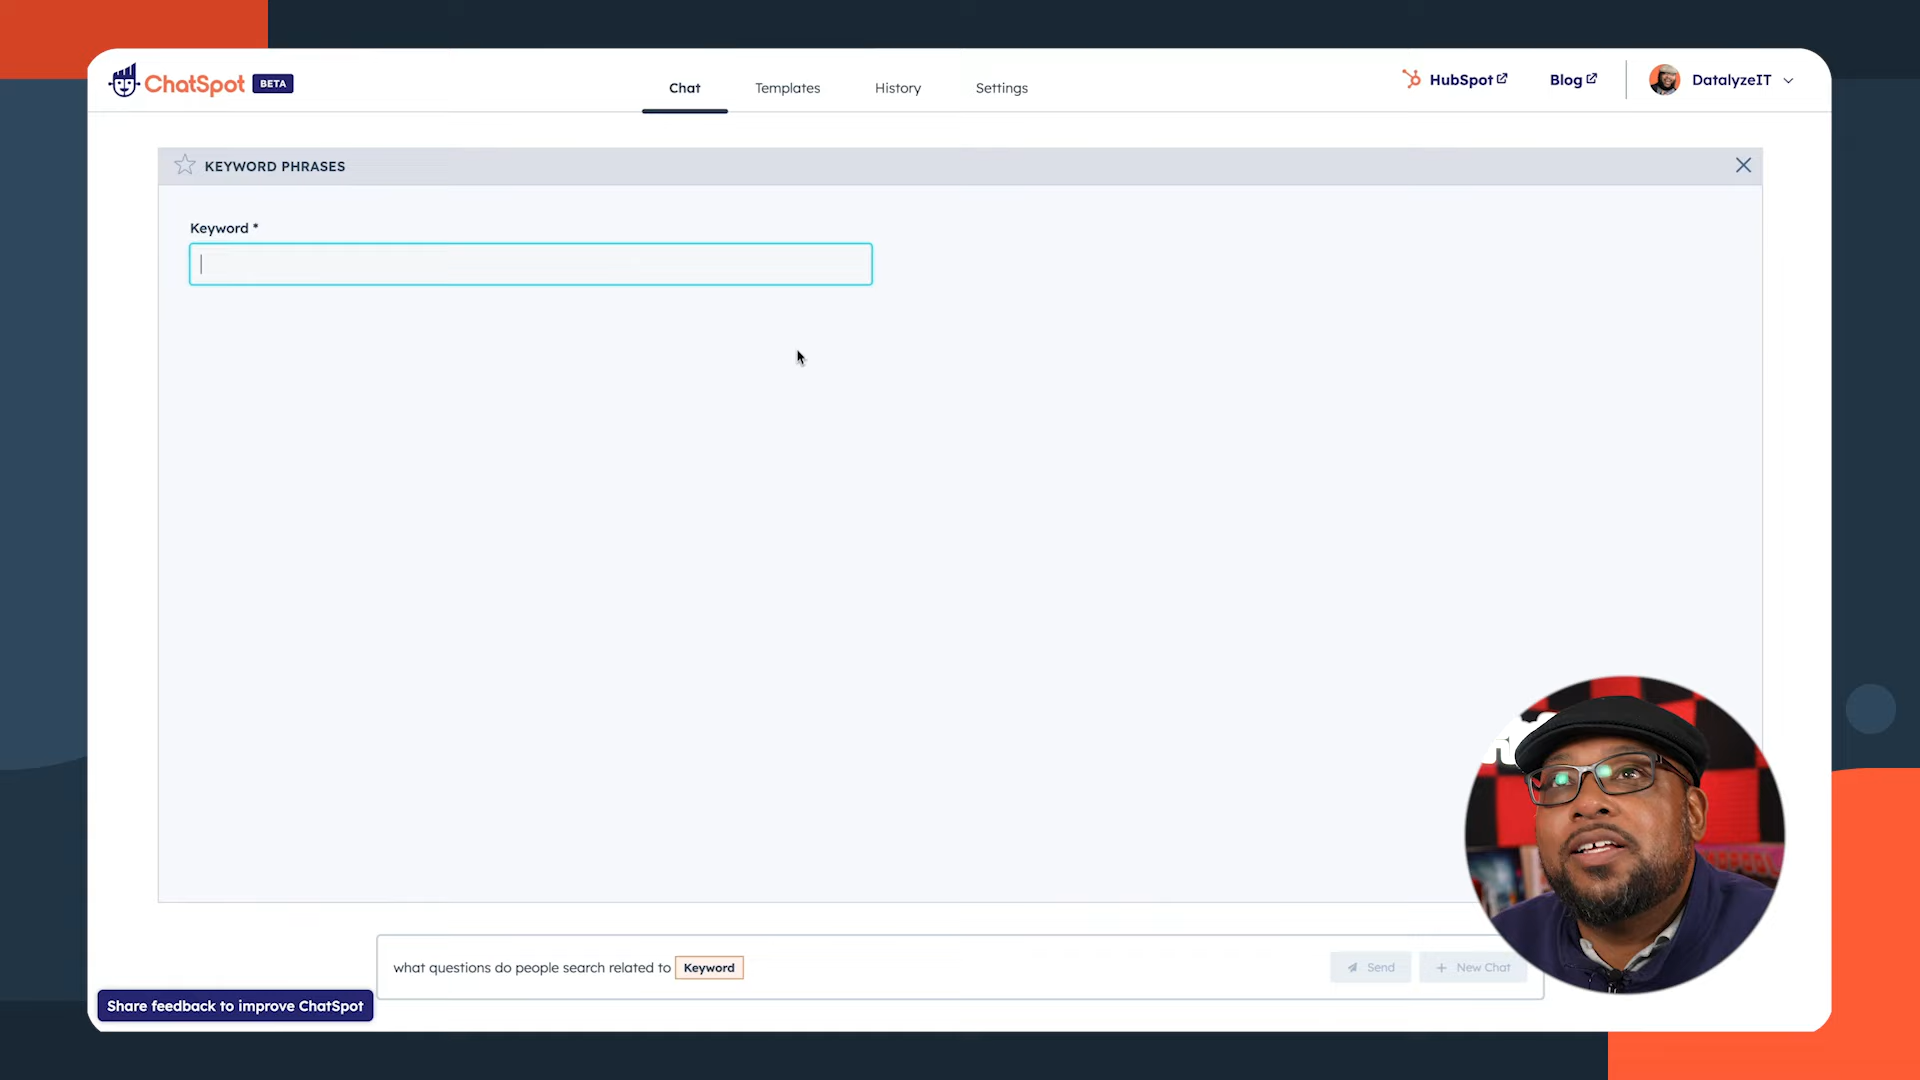 ChatSpot BETA
Chat
Templates
History
Settings
HubSpot
Blog
DatalyzeIT
KEYWORD PHRASES
Keyword *
what questions do people search related to Keyword
Send
+ New Chat
Share feedback to improve ChatSpot